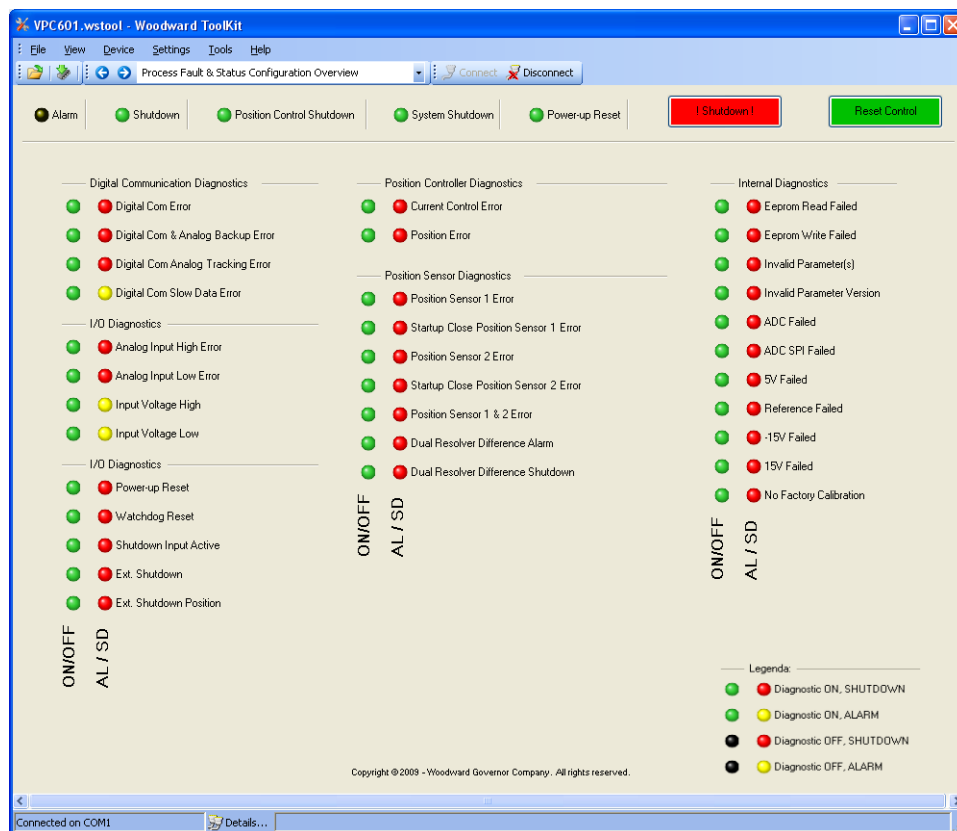 VPC601.wstool - Woodward ToolKit
File View Device Settings Tools Help
Process Fault & Status Configuration Overview Connect Disconnect
Alarm Shutdown Position Control Shutdown System Shutdown Power-up Reset ! Shutdown ! Reset Control
Digital Communication Diagnostics
Digital Com Error
Digital Com & Analog Backup Error
Digital Com Analog Tracking Error
Digital Com Slow Data Error
I/O Diagnostics
Analog Input High Error
Analog Input Low Error
Input Voltage High
Input Voltage Low
I/O Diagnostics
Power-up Reset
Watchdog Reset
Shutdown Input Active
Ext. Shutdown
Ext. Shutdown Position
ON/OFF
AL / SD
Position Controller Diagnostics
Current Control Error
Position Error
Position Sensor Diagnostics
Position Sensor 1 Error
Startup Close Position Sensor 1 Error
Position Sensor 2 Error
Startup Close Position Sensor 2 Error
Position Sensor 1 & 2 Error
Dual Resolver Difference Alarm
Dual Resolver Difference Shutdown
ON/OFF
AL / SD
Internal Diagnostics
Eeprom Read Failed
Eeprom Write Failed
Invalid Parameter(s)
Invalid Parameter Version
ADC Failed
ADC SPI Failed
5V Failed
Reference Failed
-15V Failed
15V Failed
No Factory Calibration
ON/OFF
AL / SD
Legenda:
Diagnostic ON, SHUTDOWN
Diagnostic ON, ALARM
Diagnostic OFF, SHUTDOWN
Diagnostic OFF, ALARM
Copyright © 2009 - Woodward Governor Company. All rights reserved.
Connected on COM1 Details...